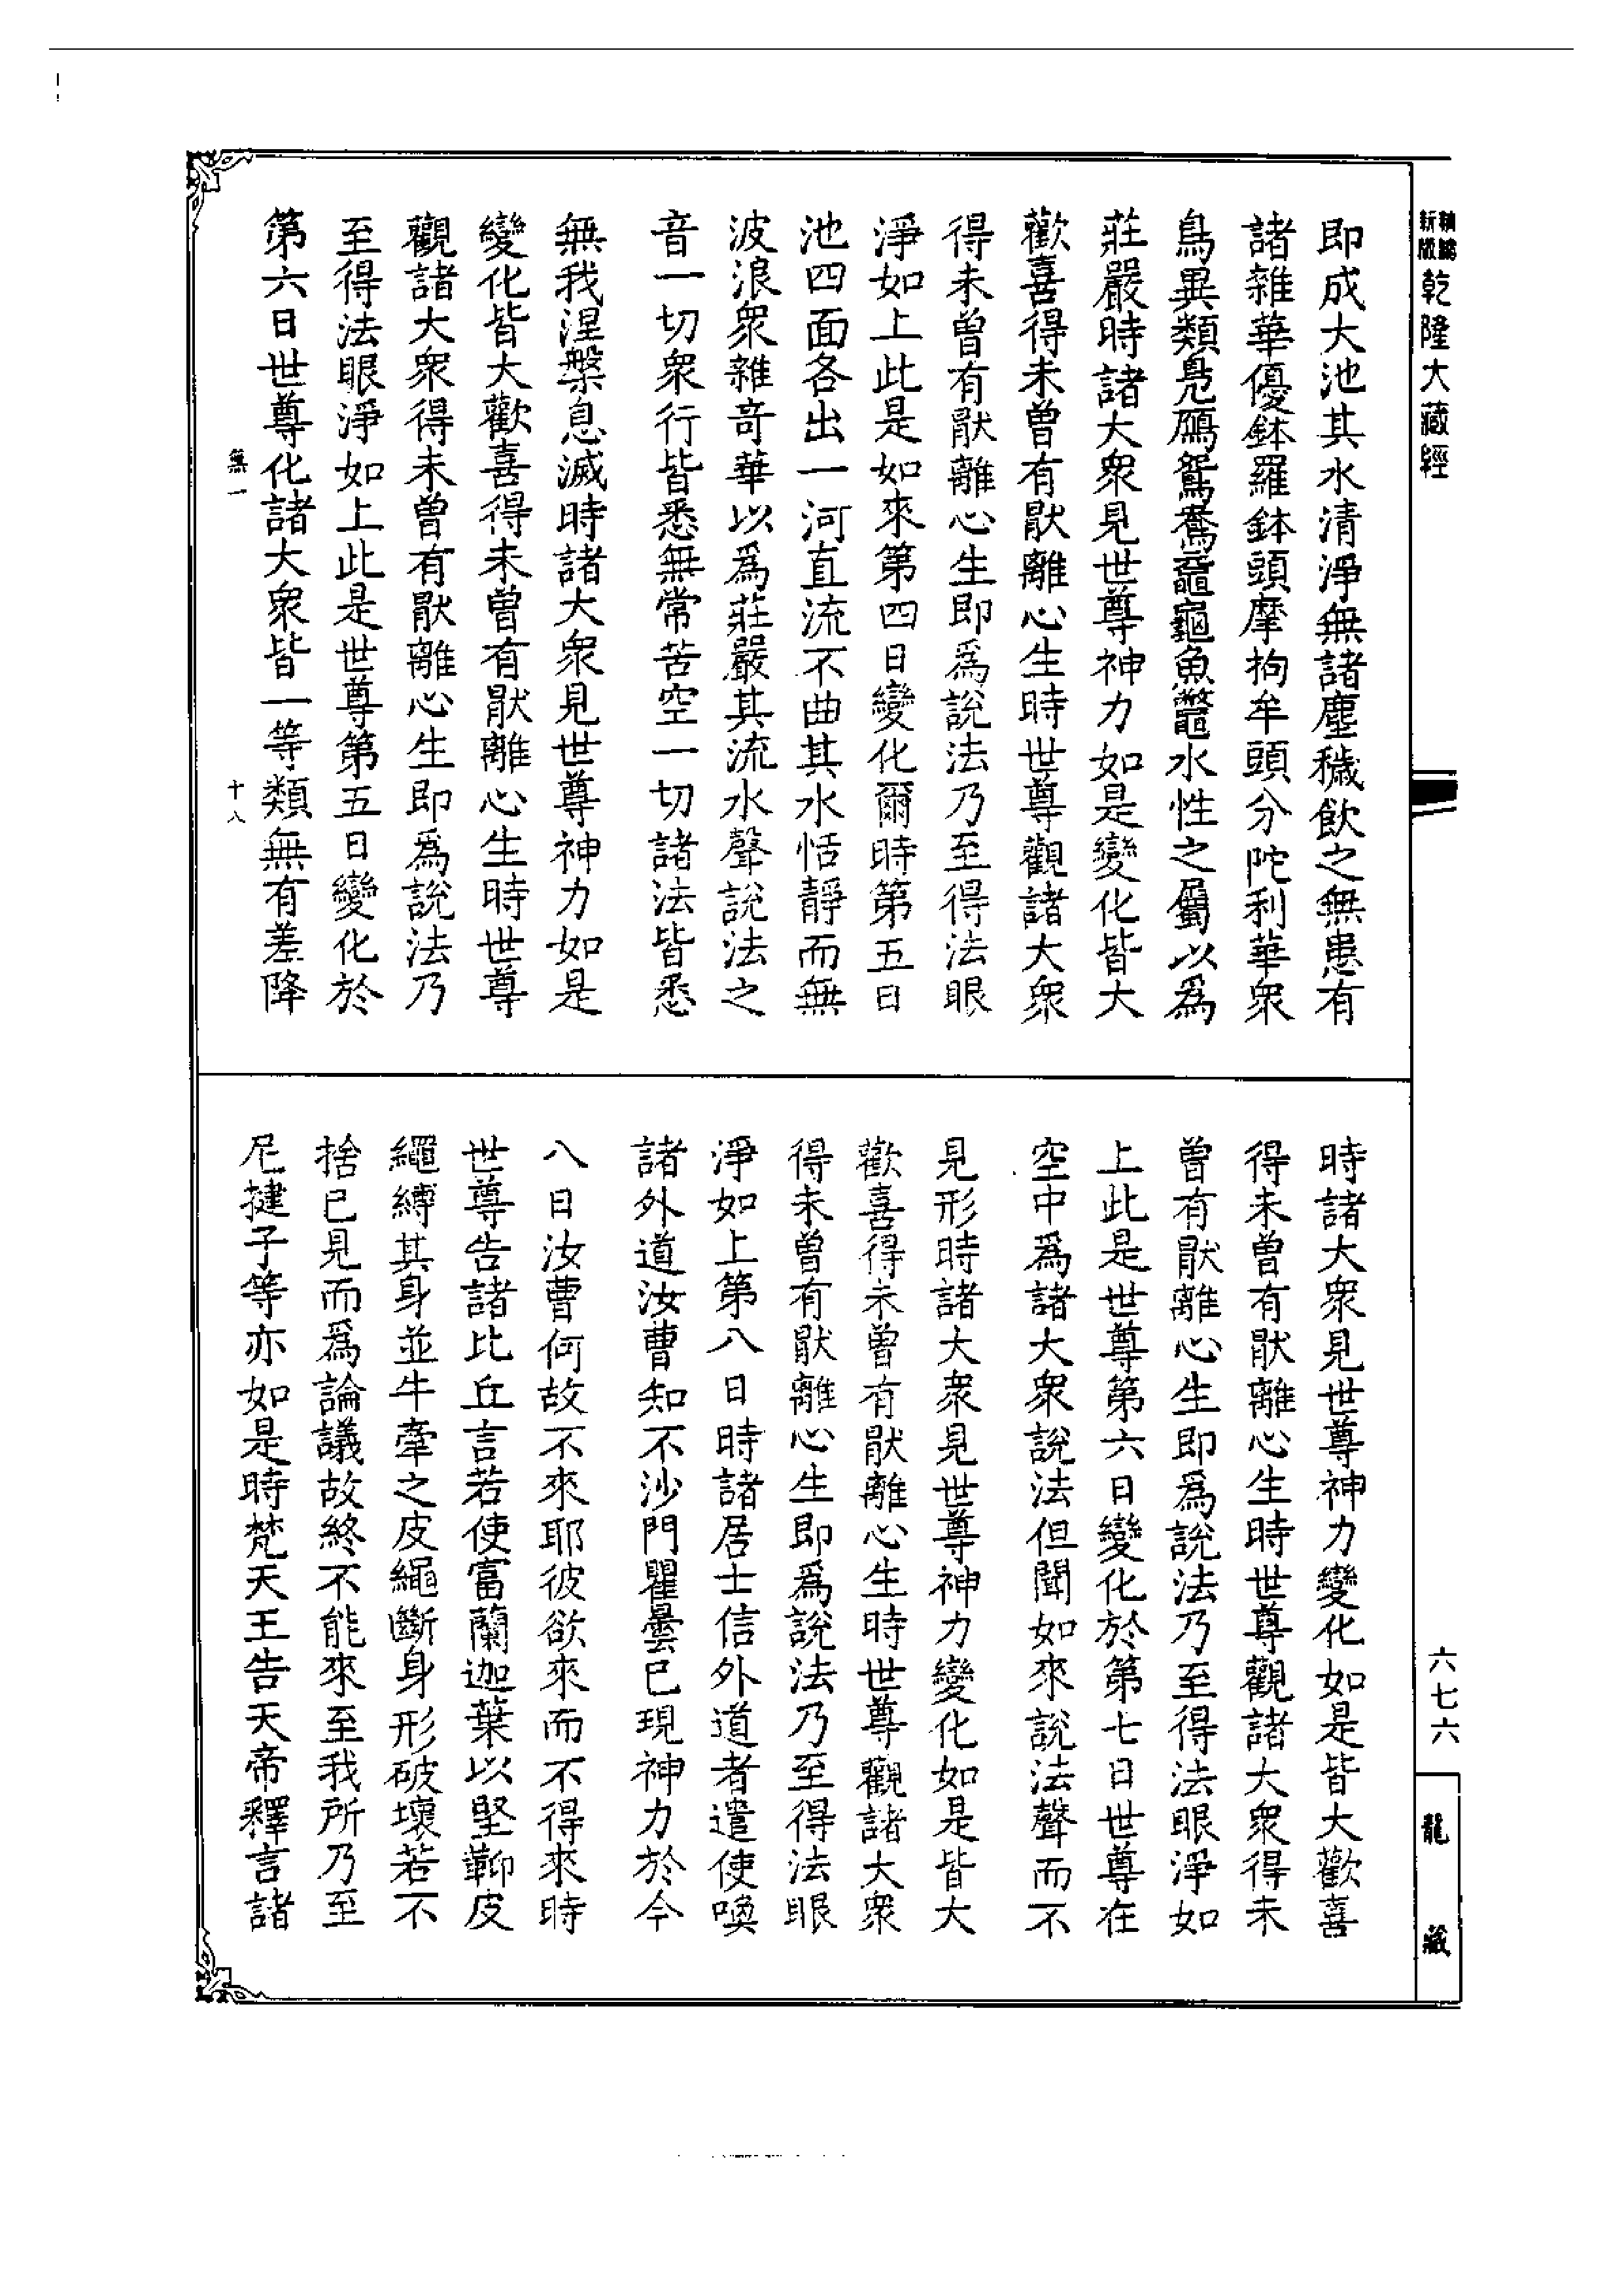 新版精縮乾隆大藏經
即成大池其水清淨無諸塵穢飲之無患有
諸雜華優鉢羅鉢頭摩拘牟頭分陀利華衆
鳥異類鳧鴈鴛鴦黿龜魚鼈水性之屬以爲
莊嚴時諸大衆見世尊神力如是變化皆大
歡喜得未曾有猒離心生時世尊觀諸大衆
得未曾有猒離心生即爲說法乃至得法眼
淨如上此是如來第四日變化爾時第五日
池四面各出一河直流不曲其水恬靜而無
波浪衆雜奇華以爲莊嚴其流水聲說法之
音一切衆行皆悉無常苦空一切諸法皆悉
無我涅槃息滅時諸大衆見世尊神力如是
變化皆大歡喜得未曾有猒離心生時世尊
觀諸大衆得未曾有猒離心生即爲說法乃
至得法眼淨如上此是世尊第五日變化於
第六日世尊化諸大衆皆一等類無有差降
無一 十八
時諸大衆見世尊神力變化如是皆大歡喜
得未曾有猒離心生時世尊觀諸大衆得未
曾有猒離心生即爲說法乃至得法眼淨如
上此是世尊第六日變化於第七日世尊在
空中爲諸大衆說法但聞如來說法聲而不
見形時諸大衆見世尊神力變化如是皆大
歡喜得未曾有猒離心生時世尊觀諸大衆
得未曾有猒離心生即爲說法乃至得法眼
淨如上第八日時諸居士信外道者遣使喚
諸外道汝曹知不沙門瞿曇已現神力於今
八日汝曹何故不來耶彼欲來而不得來時
世尊告諸比丘言若使富蘭迦葉以堅鞕皮
繩縛其身並牛牽之皮繩斷身形破壞若不
捨已見而爲論議故終不能來至我所乃至
尼揵子等亦如是時梵天王告天帝釋言諸
六七六
龍藏